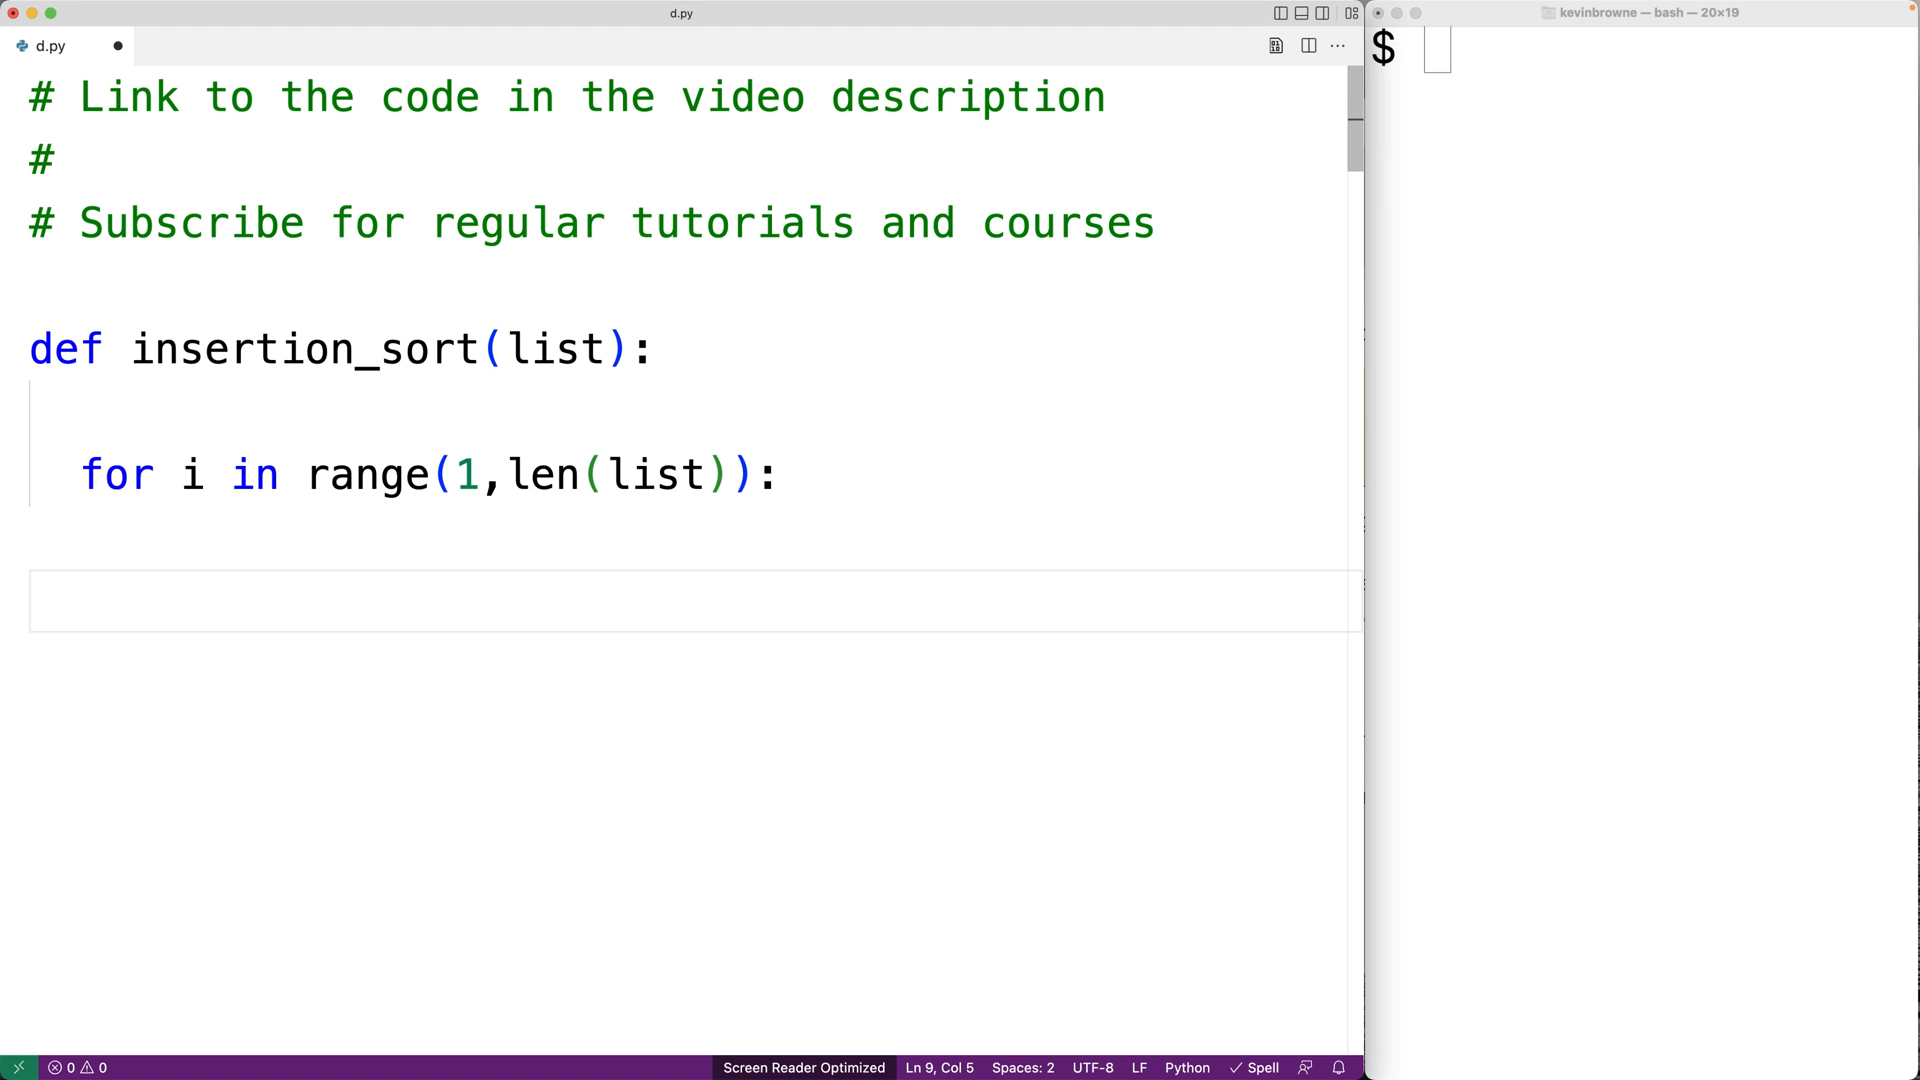 d.py
kevinbrowne — bash — 20×19
d.py
$
# Link to the code in the video description
#
# Subscribe for regular tutorials and courses
def insertion_sort(list):
for i in range(1,len(list)):
0 0
Screen Reader Optimized
Ln 9, Col 5
Spaces: 2
UTF-8
LF
Python
Spell